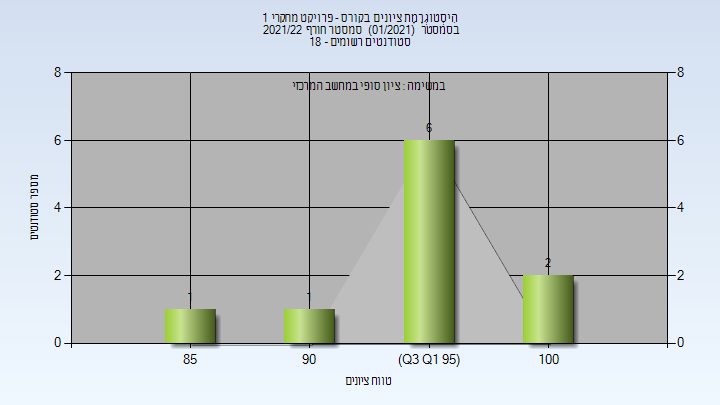 היסטוגרמת ציונים בקורס - פרויקט מחקרי 1
בסמסטר (01/2021) סמסטר חורף 2021/22
סטודנטים רשומים - 18
במשימה : ציון סופי במחשב המרכזי
8
8
6
6
6
4
4
2
2
2
1
1
0
0
85
90
(Q3 Q1 95)
100
מספר סטודנטים
טווח ציונים